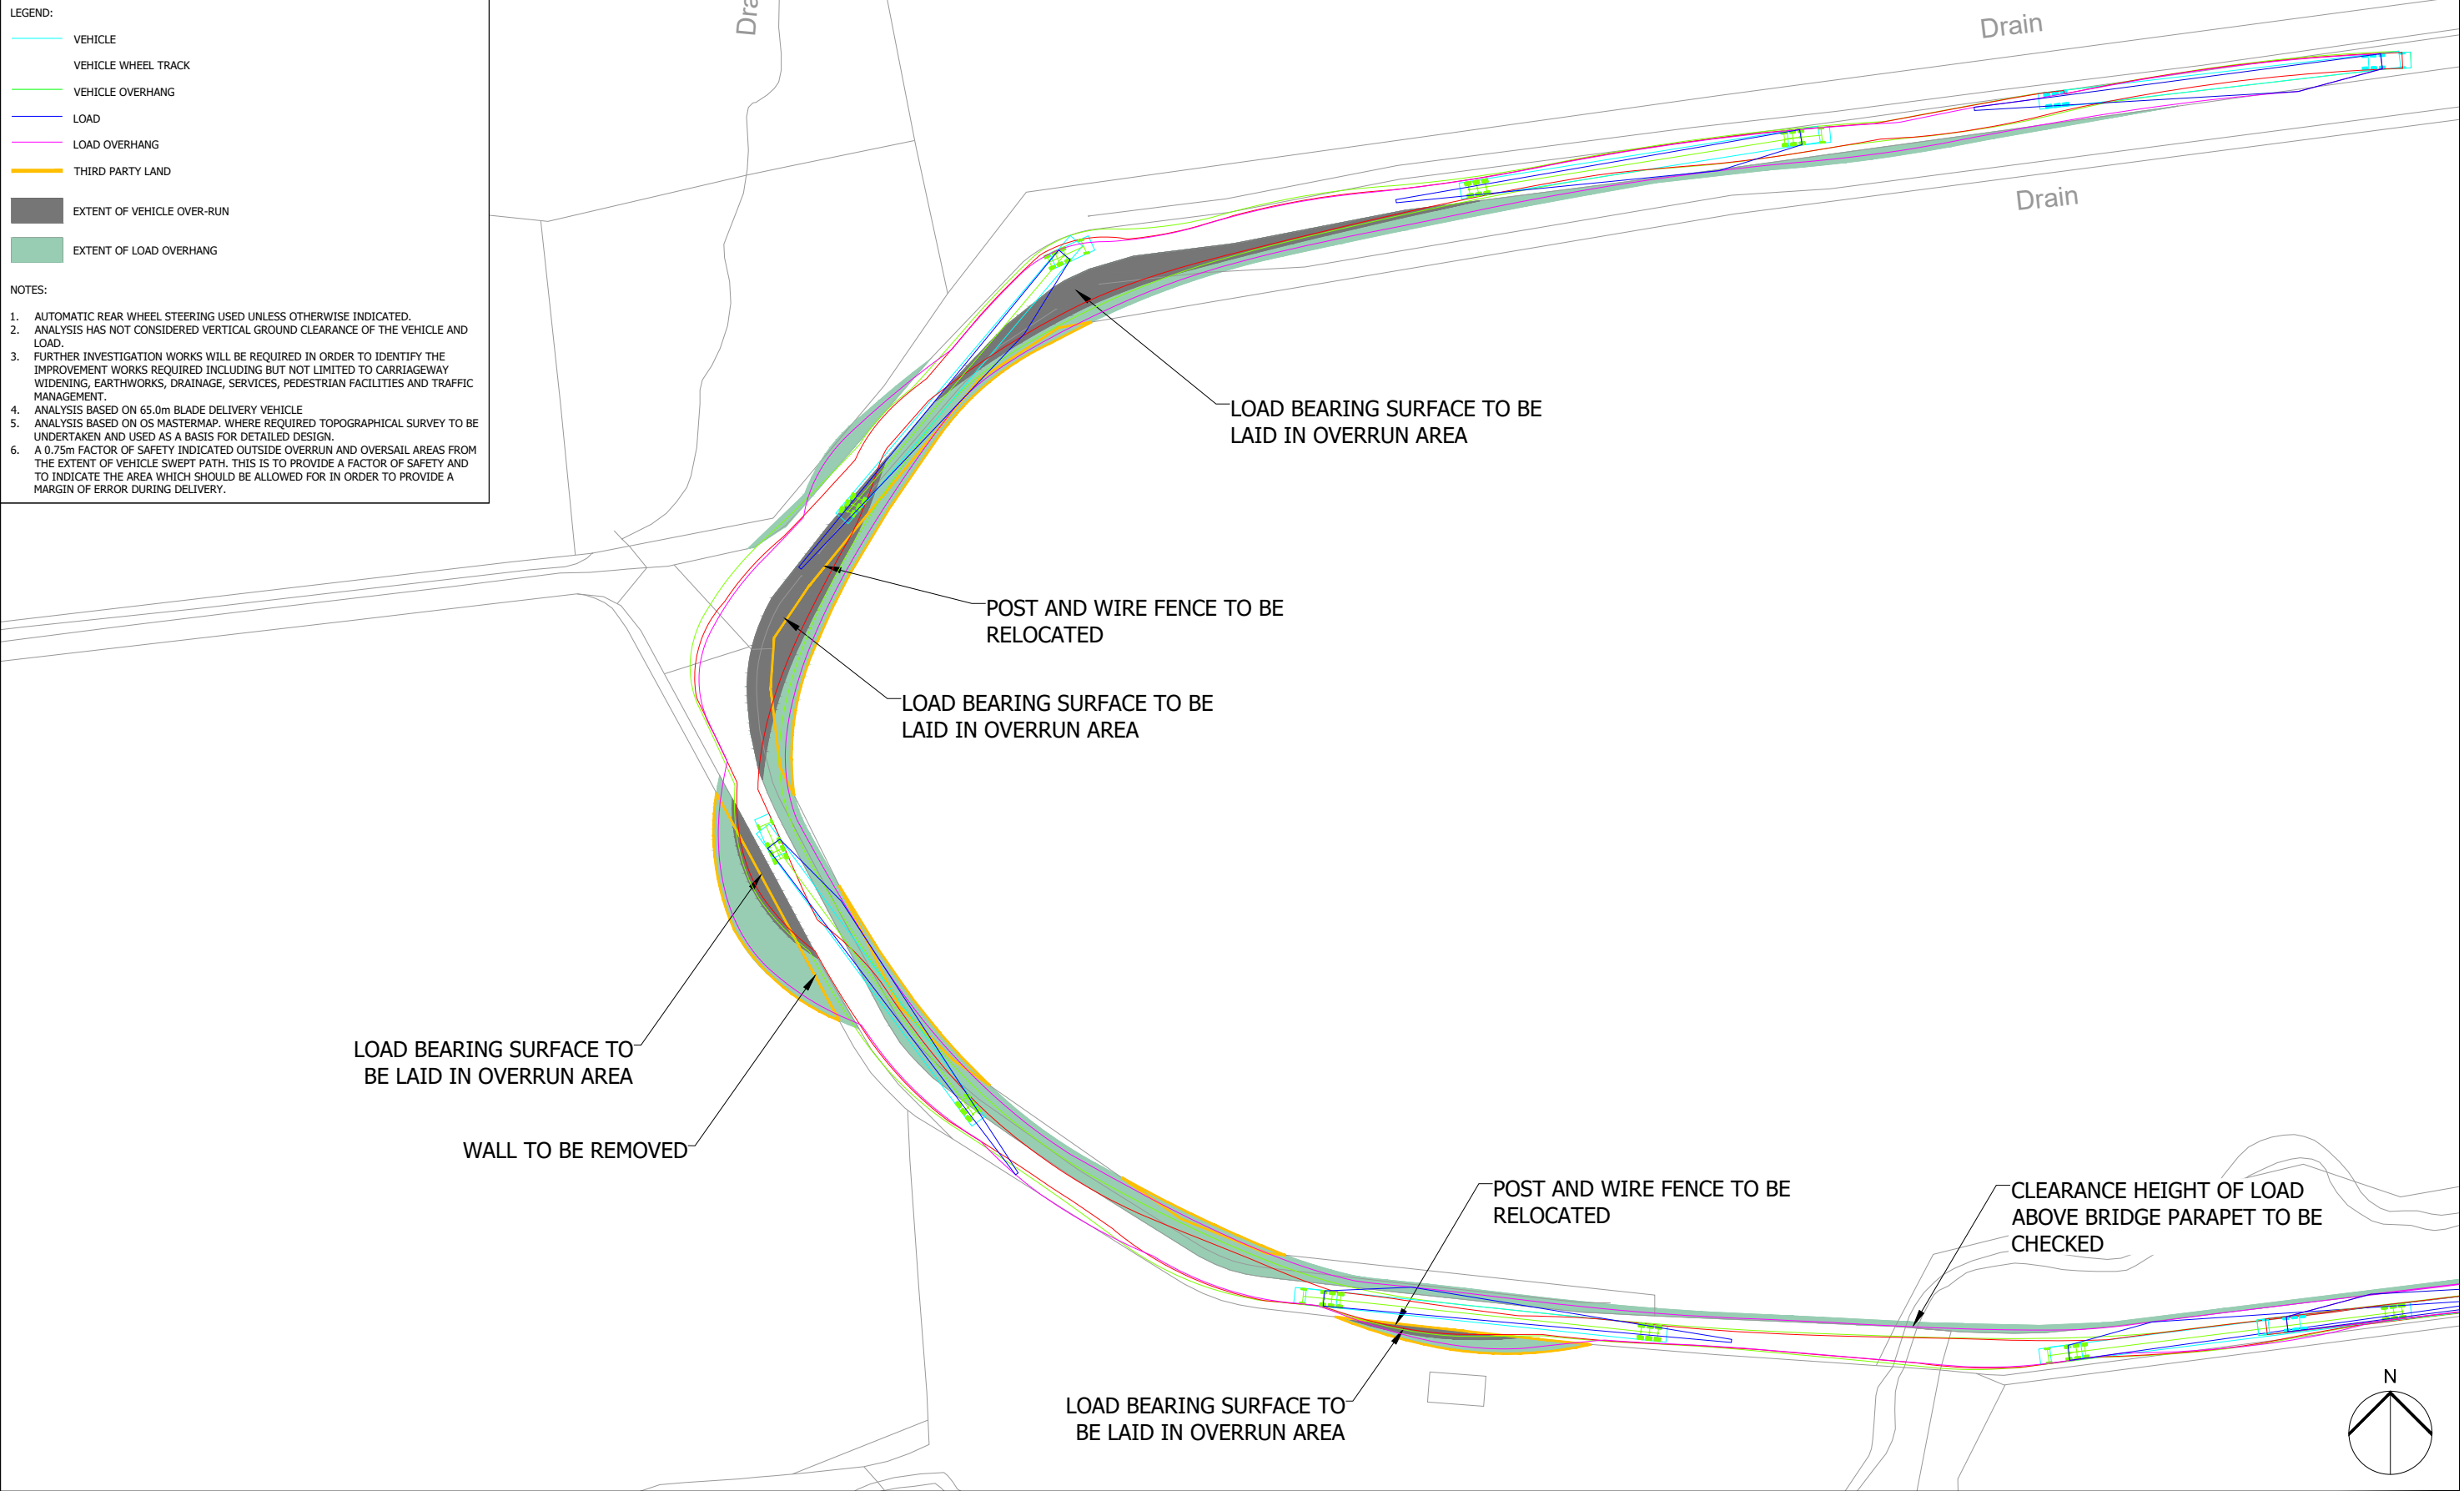 LEGEND:
VEHICLE
VEHICLE WHEEL TRACK
VEHICLE OVERHANG
LOAD
LOAD OVERHANG
THIRD PARTY LAND
EXTENT OF VEHICLE OVER-RUN
EXTENT OF LOAD OVERHANG
NOTES:
1. AUTOMATIC REAR WHEEL STEERING USED UNLESS OTHERWISE INDICATED.
2. ANALYSIS HAS NOT CONSIDERED VERTICAL GROUND CLEARANCE OF THE VEHICLE AND
LOAD.
3. FURTHER INVESTIGATION WORKS WILL BE REQUIRED IN ORDER TO IDENTIFY THE
IMPROVEMENT WORKS REQUIRED INCLUDING BUT NOT LIMITED TO CARRIAGEWAY
WIDENING, EARTHWORKS, DRAINAGE, SERVICES, PEDESTRIAN FACILITIES AND TRAFFIC
MANAGEMENT.
4. ANALYSIS BASED ON 65.0m BLADE DELIVERY VEHICLE
5. ANALYSIS BASED ON OS MASTERMAP. WHERE REQUIRED TOPOGRAPHICAL SURVEY TO BE
UNDERTAKEN AND USED AS A BASIS FOR DETAILED DESIGN.
6. A 0.75m FACTOR OF SAFETY INDICATED OUTSIDE OVERRUN AND OVERSAIL AREAS FROM
THE EXTENT OF VEHICLE SWEPT PATH. THIS IS TO PROVIDE A FACTOR OF SAFETY AND
TO INDICATE THE AREA WHICH SHOULD BE ALLOWED FOR IN ORDER TO PROVIDE A
MARGIN OF ERROR DURING DELIVERY.
Drain
Drain
LOAD BEARING SURFACE TO BE
LAID IN OVERRUN AREA
POST AND WIRE FENCE TO BE
RELOCATED
LOAD BEARING SURFACE TO BE
LAID IN OVERRUN AREA
LOAD BEARING SURFACE TO
BE LAID IN OVERRUN AREA
WALL TO BE REMOVED
POST AND WIRE FENCE TO BE
RELOCATED
CLEARANCE HEIGHT OF LOAD
ABOVE BRIDGE PARAPET TO BE
CHECKED
LOAD BEARING SURFACE TO
BE LAID IN OVERRUN AREA
N